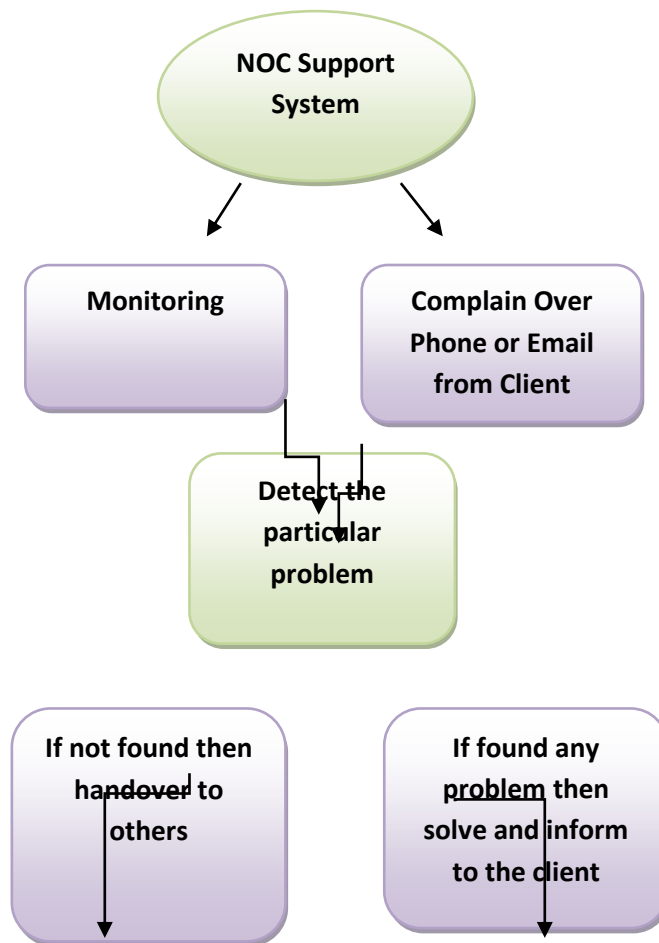 NOC Support
System
Monitoring
Complain Over
Phone or Email
from Client
Detect the
particular
problem
If not found then
handover to
others
If found any
problem then
solve and inform
to the client